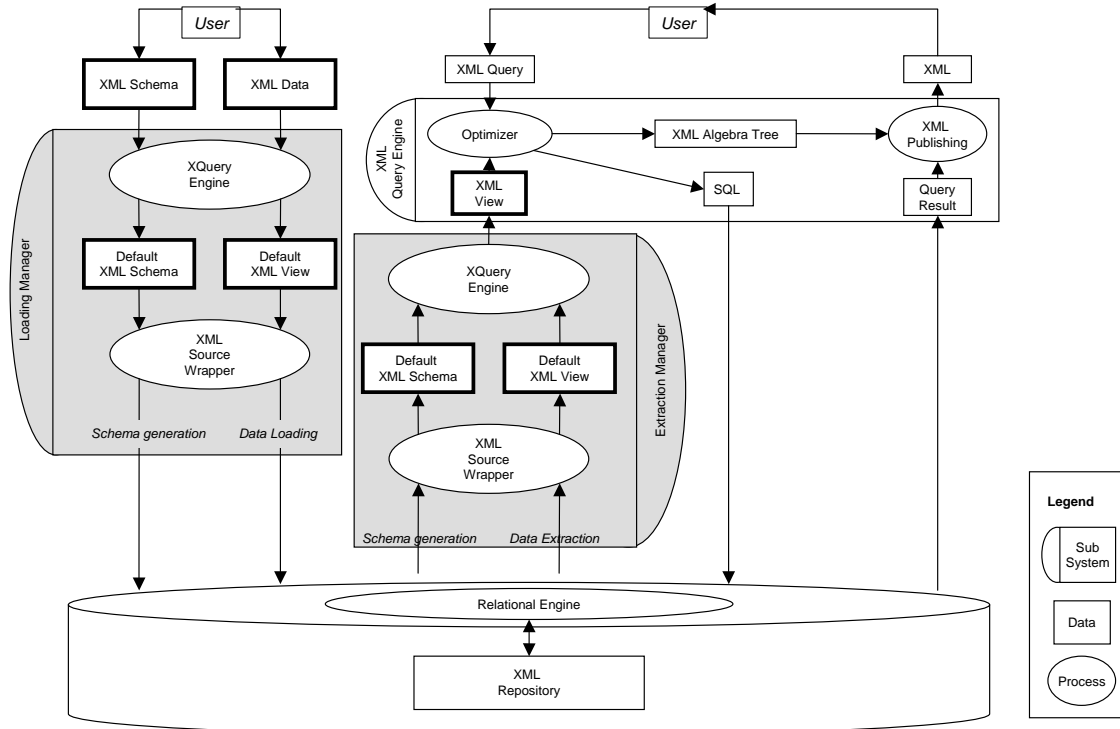 User
XML Schema
XML Data
Loading Manager
XQuery
Engine
Default
XML Schema
Default
XML View
XML
Source
Wrapper
Schema generation
Data Loading
User
XML Query
XML
XML
Query Engine
Optimizer
XML Algebra Tree
XML
Publishing
XML
View
SQL
Query
Result
XQuery
Engine
Default
XML Schema
Default
XML View
Extraction Manager
XML
Source
Wrapper
Schema generation
Data Extraction
Relational Engine
XML
Repository
Legend
Sub
System
Data
Process